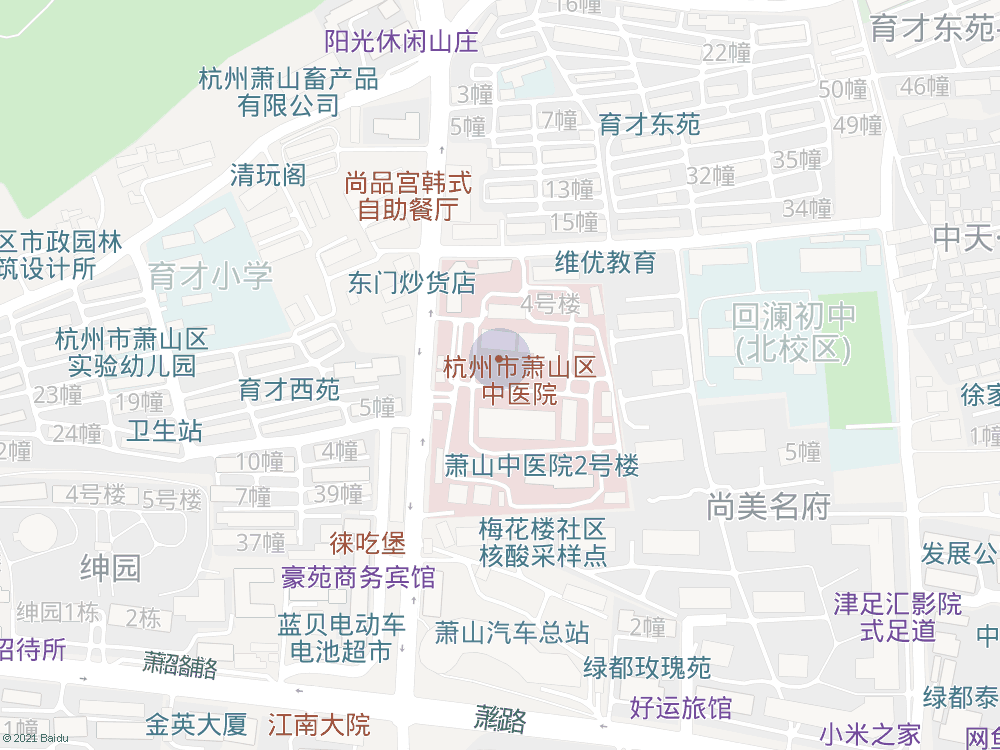 16幢
育才东苑
阳光休闲山庄
22幢
杭州萧山畜产品
有限公司
3幢
50幢
46幢
5幢
7幢
育才东苑
49幢
35幢
清玩阁
尚品宫韩式
自助餐厅
13幢
32幢
15幢
34幢
区市政园林
筑设计所
中天
维优教育
育才小学
东门炒货店
4号楼
回澜初中
(北校区)
杭州市萧山区
实验幼儿园
杭州市萧山区
中医院
23幢
19幢
育才西苑
5幢
徐家
24幢
卫生站
1幢
2幢
10幢
4幢
萧山中医院2号楼
5幢
4号楼
5号楼
7幢
39幢
尚美名府
梅花楼社区
核酸采样点
37幢
徕吃堡
发展公
绅园
豪苑商务宾馆
绅园1栋
2栋
蓝贝电动车
电池超市
萧山汽车总站
2幢
津足汇影院
式足道
中
招待所
萧绍路辅路
绿都玫瑰苑
绿都泰
1幢
金英大厦
江南大院
萧绍路
好运旅馆
小米之家
网鱼
© 2021 Baidu